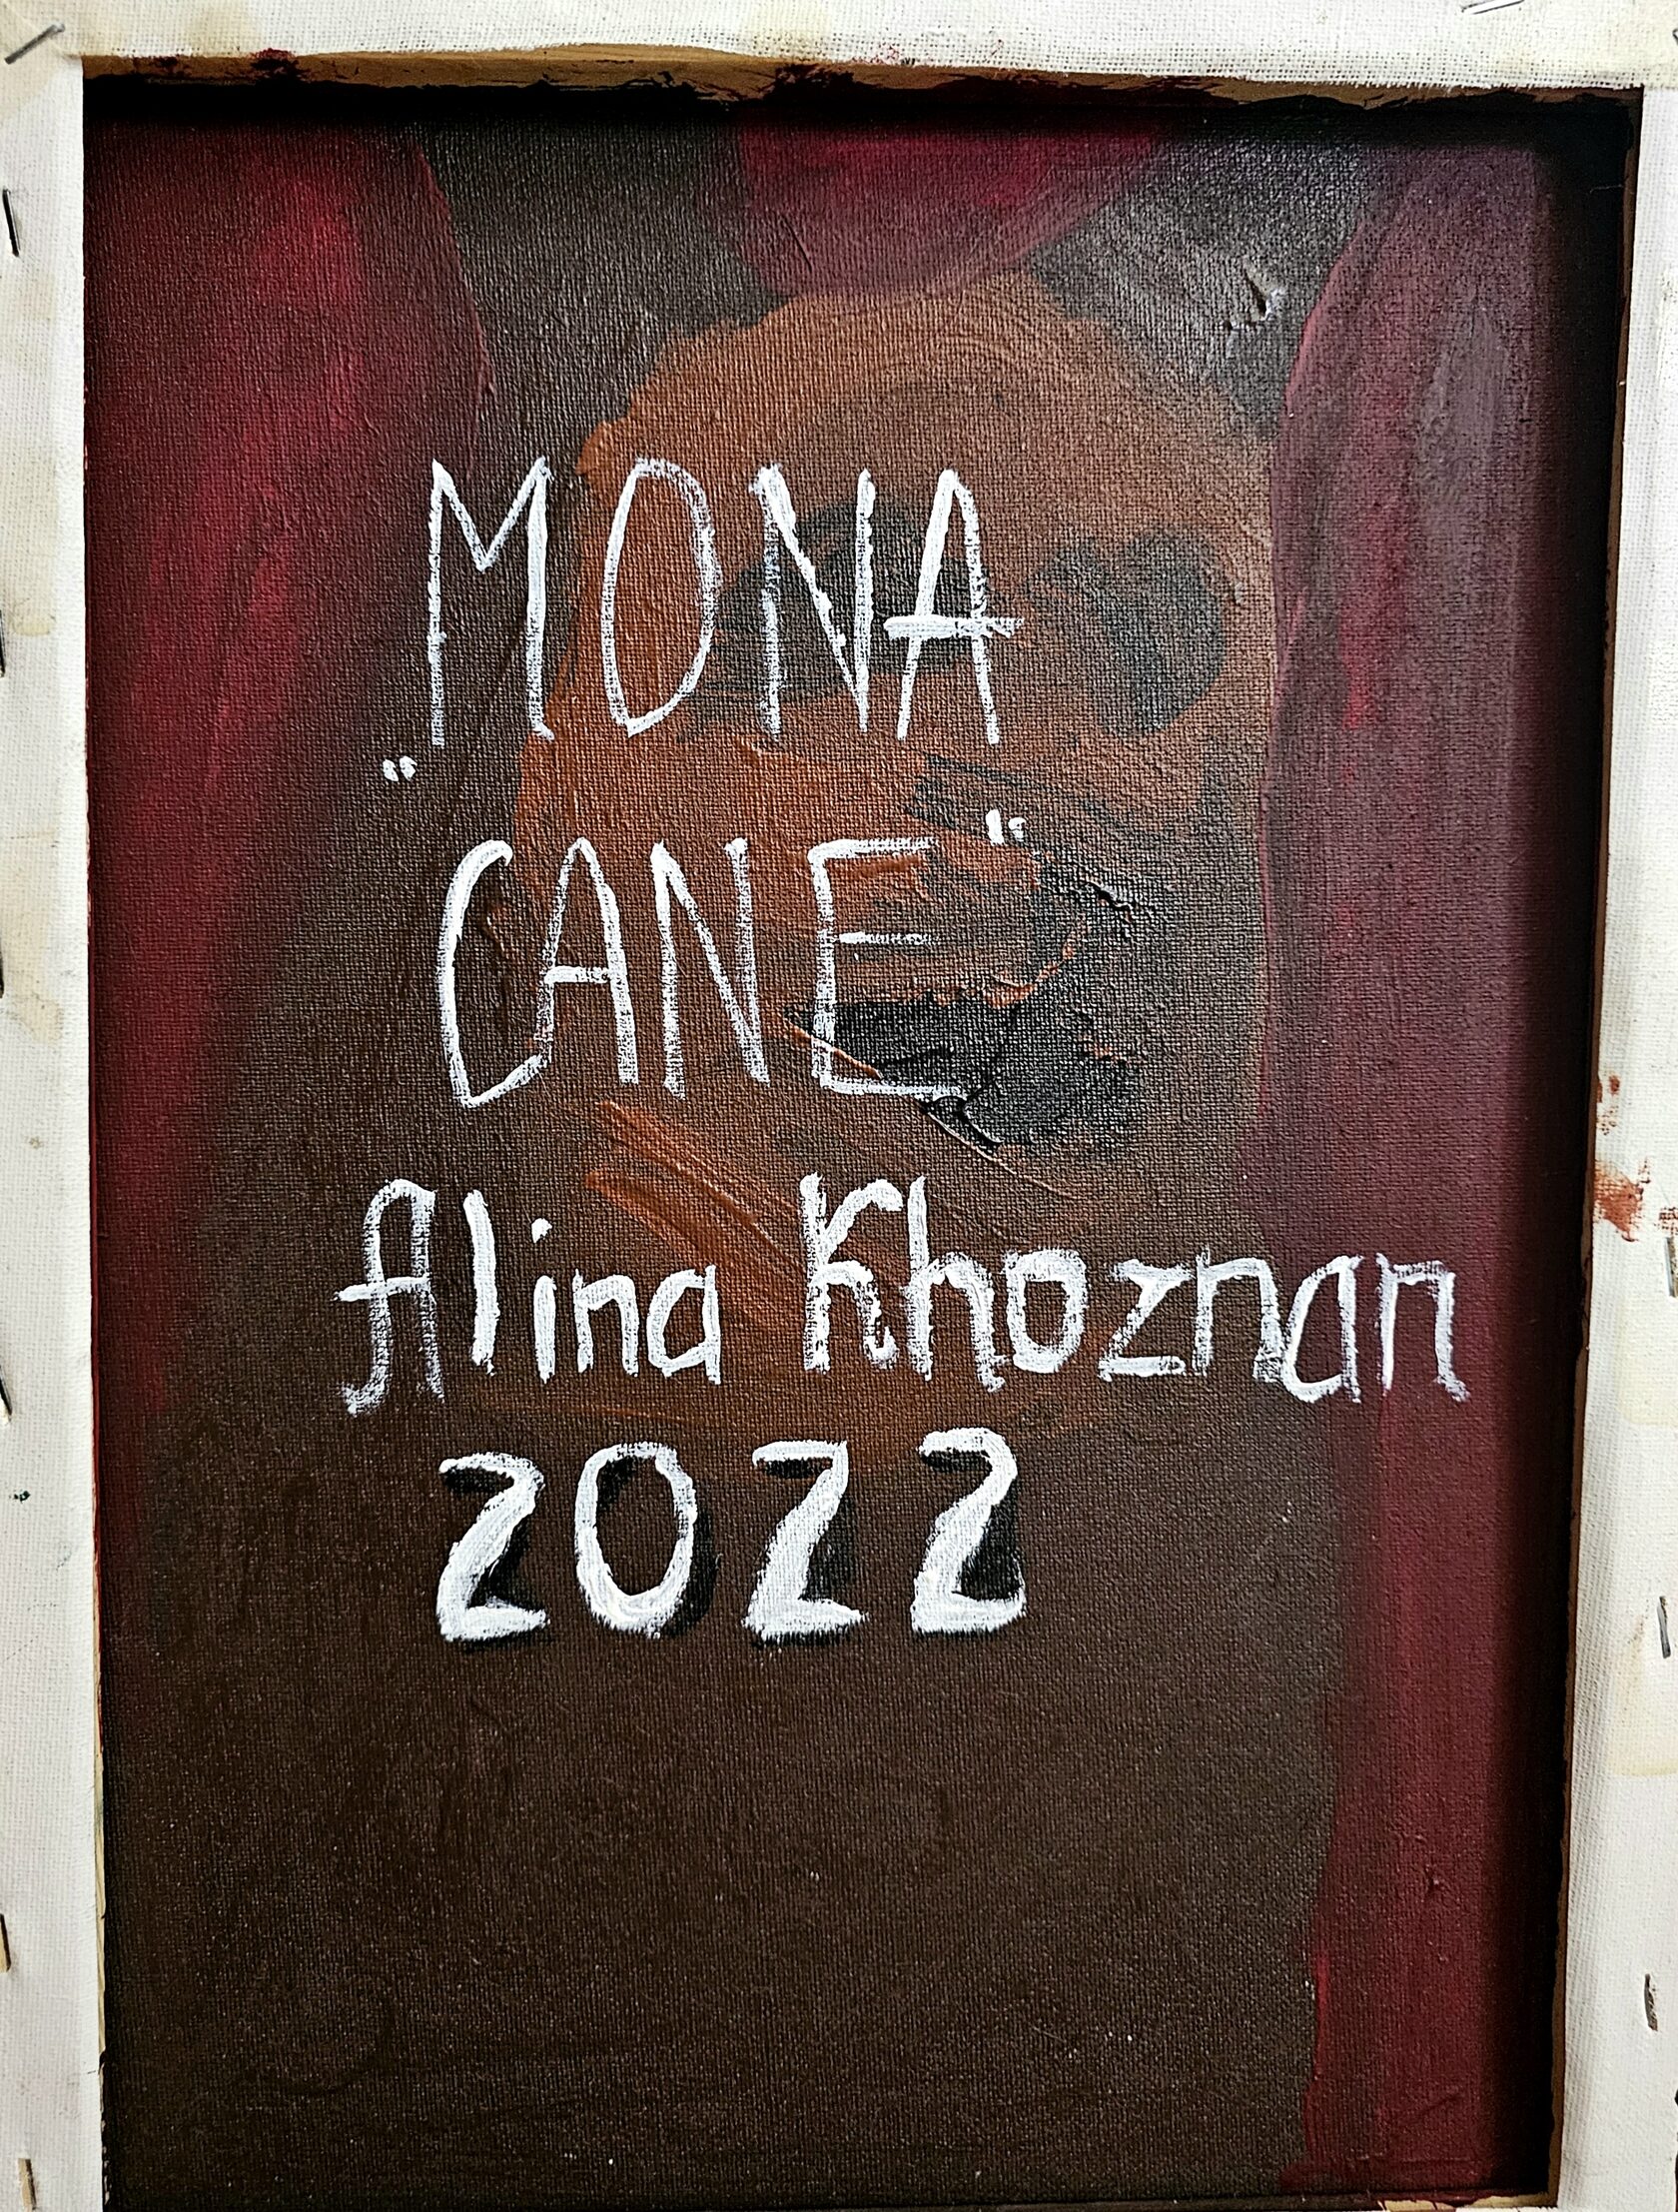 MONA
„CANE“
Alina Khoznan
2022